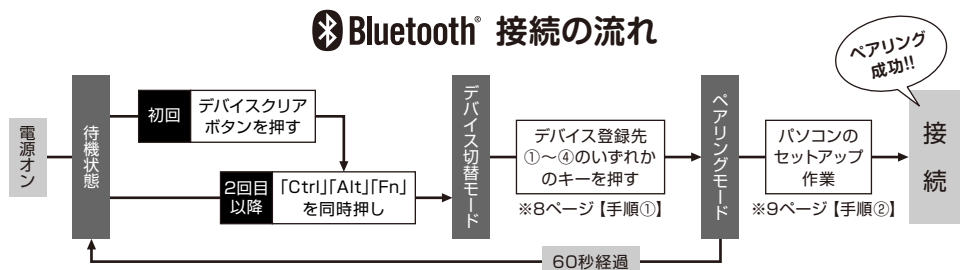 Bluetooth® 接続の流れ
ペアリング
成功!!
電源オン
待機状態
初回
デバイスクリア
ボタンを押す
2回目
以降
「Ctrl」「Alt」「Fn」
を同時押し
デバイス切替モード
デバイス登録先
①〜④のいずれか
のキーを押す
※8ページ【手順①】
ペアリングモード
パソコンの
セットアップ
作業
※9ページ【手順②】
接続
60秒経過